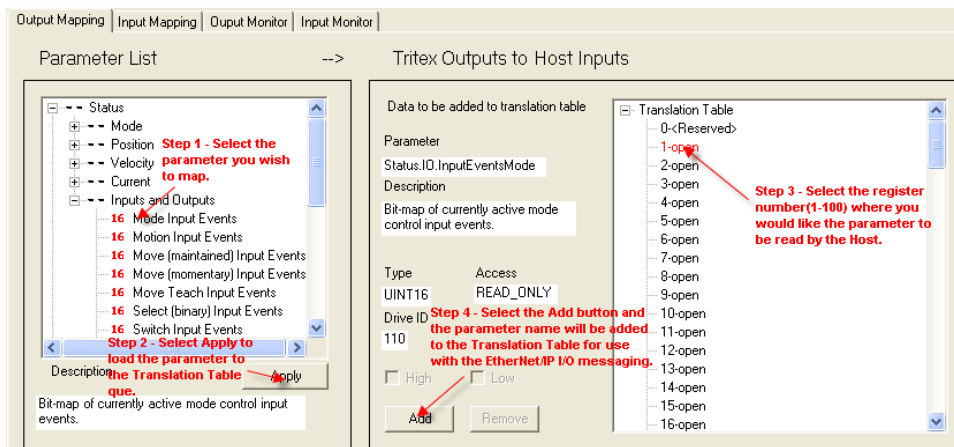 Output Mapping
Input Mapping
Ouput Monitor
Input Monitor
Parameter List
-->
Tritex Outputs to Host Inputs
Status
Mode
Position
Velocity
Current
Inputs and Outputs
16 Mode Input Events
16 Motion Input Events
16 Move (maintained) Input Events
16 Move (momentary) Input Events
16 Move Teach Input Events
16 Select (binary) Input Events
16 Switch Input Events
Step 1 - Select the
parameter you wish
to map.
Step 2 - Select Apply to
load the parameter to
the Translation Table
que.
Description
Apply
Bit-map of currently active mode control input
events.
Data to be added to translation table
Parameter
Status.IO.InputEventsMode
Description
Bit-map of currently active mode
control input events.
Type
Access
UINT16
READ_ONLY
Drive ID
110
Step 4 - Select the Add button and
the parameter name will be added
to the Translation Table for use
with the EtherNet/IP I/O messaging.
High
Low
Add
Remove
Translation Table
0-<Reserved>
1-open
2-open
3-open
4-open
5-open
6-open
7-open
8-open
9-open
10-open
11-open
12-open
13-open
14-open
15-open
16-open
Step 3 - Select the register
number(1-100) where you
would like the parameter to
be read by the Host.